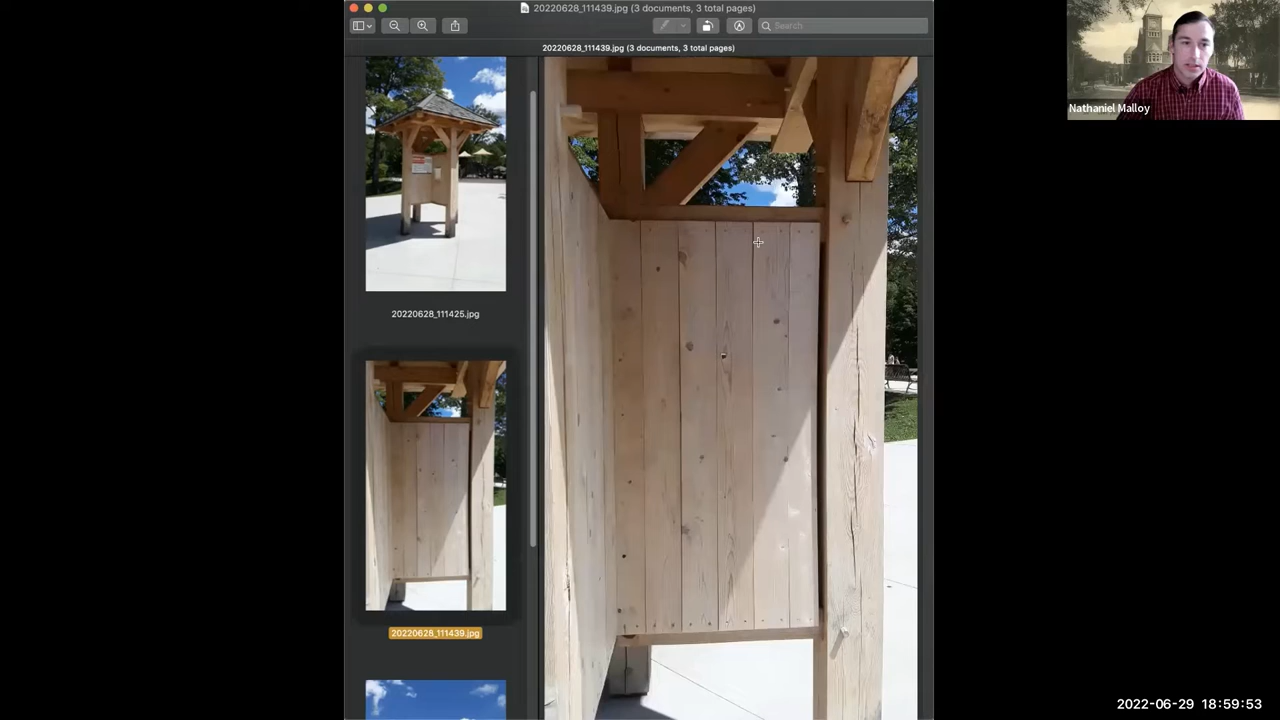 20220628_111439.jpg (3 documents, 3 total pages)
Search
20220628_111439.jpg (3 documents, 3 total pages)
Nathaniel Malloy
20220628_111425.jpg
20220628_111439.jpg
2022-06-29 18:59:53